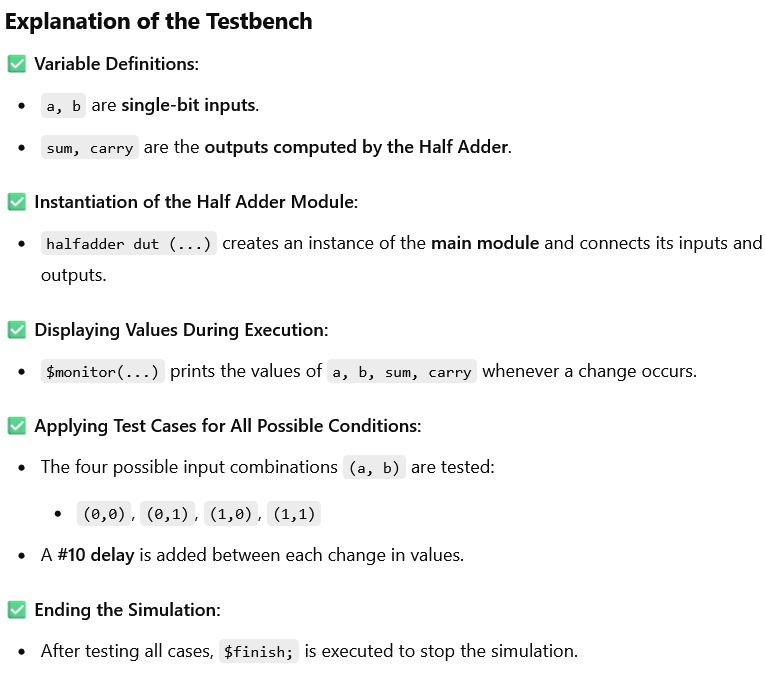 Explanation of the Testbench
✅ Variable Definitions:
• a, b are single-bit inputs.
• sum, carry are the outputs computed by the Half Adder.
✅ Instantiation of the Half Adder Module:
• halfadder dut (...) creates an instance of the main module and connects its inputs and
outputs.
✅ Displaying Values During Execution:
• $monitor(...) prints the values of a, b, sum, carry whenever a change occurs.
✅ Applying Test Cases for All Possible Conditions:
• The four possible input combinations (a, b) are tested:
• (0,0), (0,1), (1,0), (1,1)
• A #10 delay is added between each change in values.
✅ Ending the Simulation:
• After testing all cases, $finish; is executed to stop the simulation.